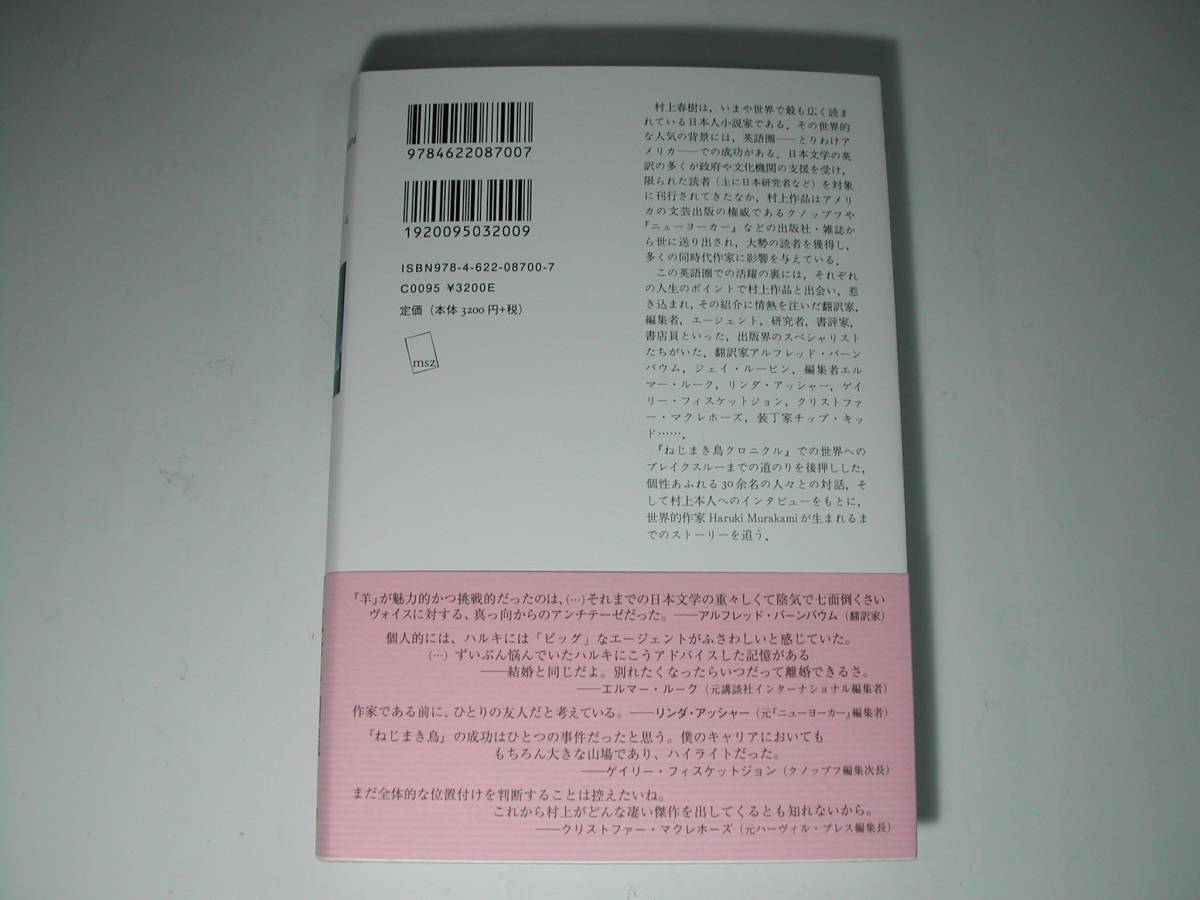 9784622087007
1920095032009
ISBN978-4-622-08700-7
C0095 ¥3200E
定価（本体 3200 円+税）
msz
村上春樹は，いまや世界で最も広く読ま
れている日本人小説家である．その世界的
な人気の背景には，英語圏――とりわけア
メリカ――での成功がある．日本文学の英
訳の多くが政府や文化機関の支援を受け，
限られた読者（主に日本研究者など）を対象
に刊行されてきたなか，村上作品はアメリ
カの文芸出版の権威であるクノップフや
『ニューヨーカー』などの出版社・雑誌か
ら世に送り出され，大勢の読者を獲得し，
多くの同時代作家に影響を与えている．
この英語圏での活躍の裏には，それぞれ
の人生のポイントで村上作品と出会い，惹
き込まれ，その紹介に情熱を注いだ翻訳家，
編集者，エージェント，研究者，書評家，
書店員といった，出版界のスペシャリスト
たちがいた．翻訳家アルフレッド・バーン
バウム，ジェイ・ルービン，編集者エル
マー・ルーク，リンダ・アッシャー，ゲイ
リー・フィスケットジョン，クリストファ
ー・マクレホーズ，装丁家チップ・キッ
ド……．
『ねじまき鳥クロニクル』での世界への
ブレイクスルーまでの道のりを後押しした，
個性あふれる30余名の人々との対話，そ
して村上本人へのインタビューをもとに，
世界的作家 Haruki Murakami が生まれるま
でのストーリーを追う．
『羊』が魅力的かつ挑戦的だったのは、(…) それまでの日本文学の重々しくて陰気で七面倒くさい
ヴォイスに対する、真っ向からのアンチテーゼだった。――アルフレッド・バーンバウム（翻訳家）
個人的には、ハルキには「ビッグ」なエージェントがふさわしいと感じていた。
(…) ずいぶん悩んでいたハルキにこうアドバイスした記憶がある
――結婚と同じだよ。別れたくなったらいつだって離婚できるさ。
――エルマー・ルーク（元講談社インターナショナル編集者）
作家である前に、ひとりの友人だと考えている。――リンダ・アッシャー（元『ニューヨーカー』編集者）
『ねじまき鳥』の成功はひとつの事件だったと思う。僕のキャリアにおいても
もちろん大きな山場であり、ハイライトだった。
――ゲイリー・フィスケットジョン（クノップフ編集次長）
まだ全体的な位置付けを判断することは控えたいね。
これから村上がどんな凄い傑作を出してくるとも知れないから。
――クリストファー・マクレホーズ（元ハーヴィル・プレス編集長）